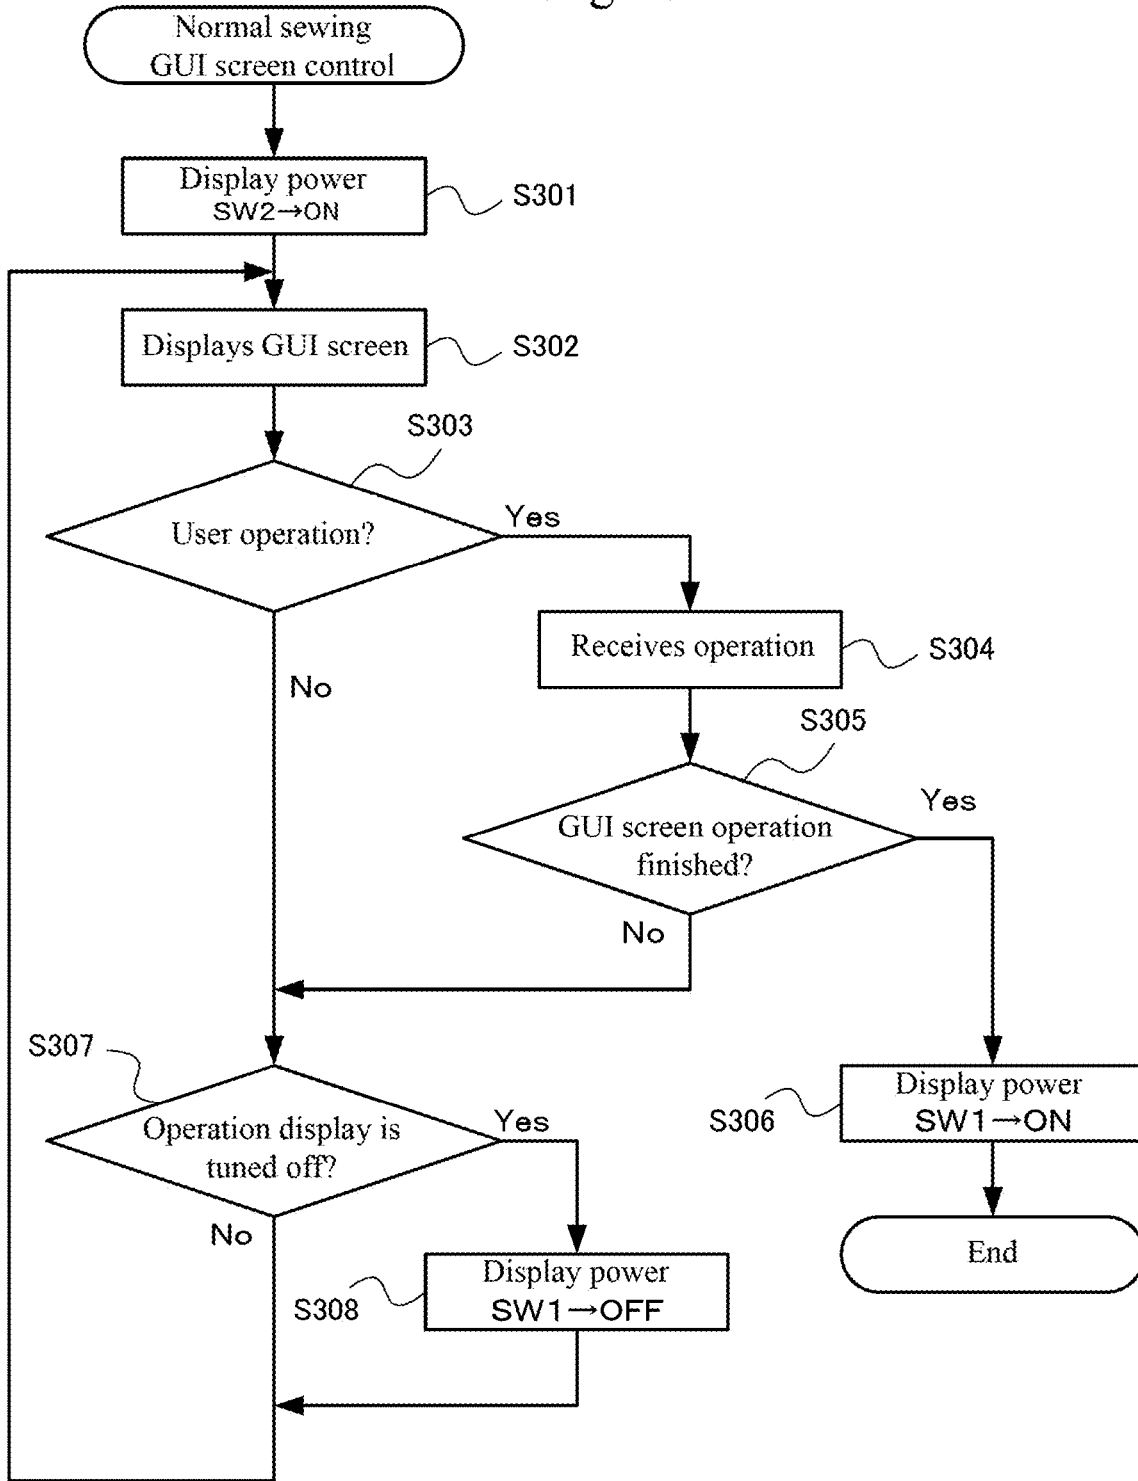 Normal sewing
GUI screen control
Display power
SW2→ON
S301
Displays GUI screen
S302
S303
User operation?
Yes
No
Receives operation
S304
S305
GUI screen operation
finished?
Yes
No
S307
Operation display is
tuned off?
Yes
No
Display power
SW1→ON
S306
End
Display power
SW1→OFF
S308